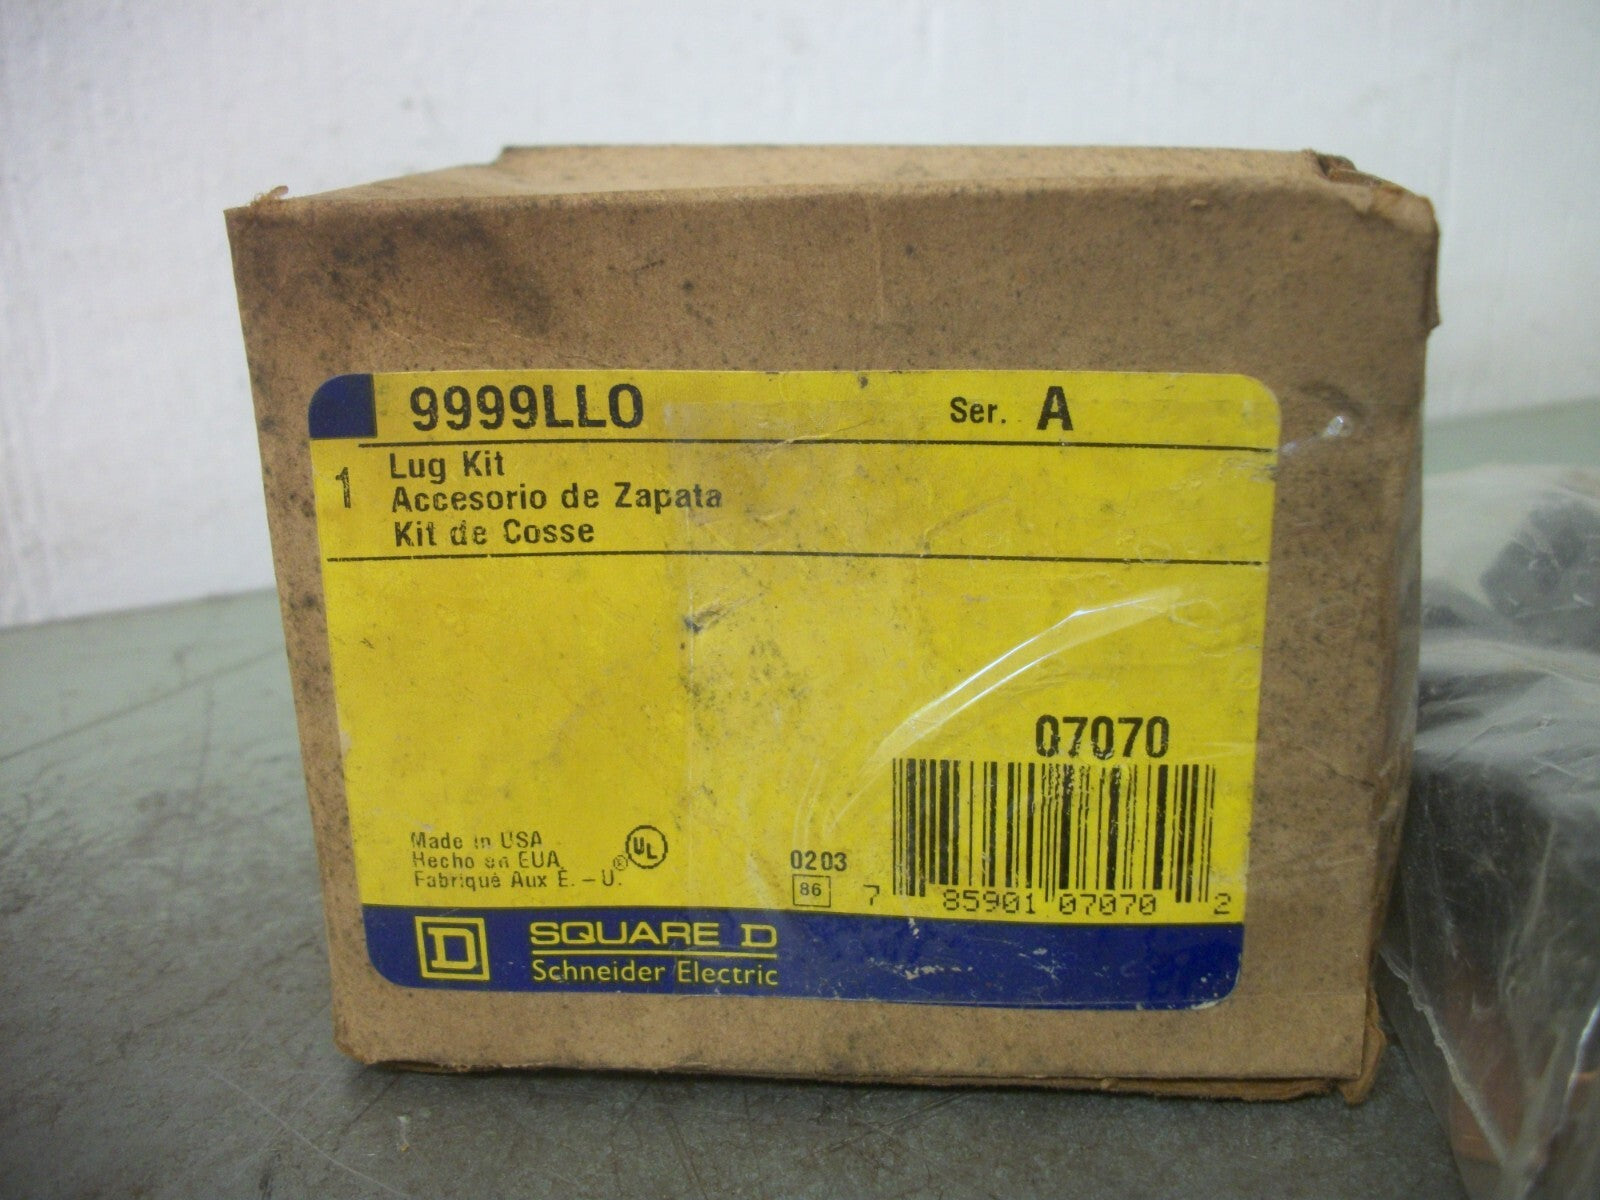 9999LLO Ser. A
1 Lug Kit
Accesorio de Zapata
Kit de Cosse
07070
Made in USA
Hecho en EUA
Fabriqué Aux É.-U.
® UL
0203
86
7 85901 07070 2
D SQUARE D
Schneider Electric